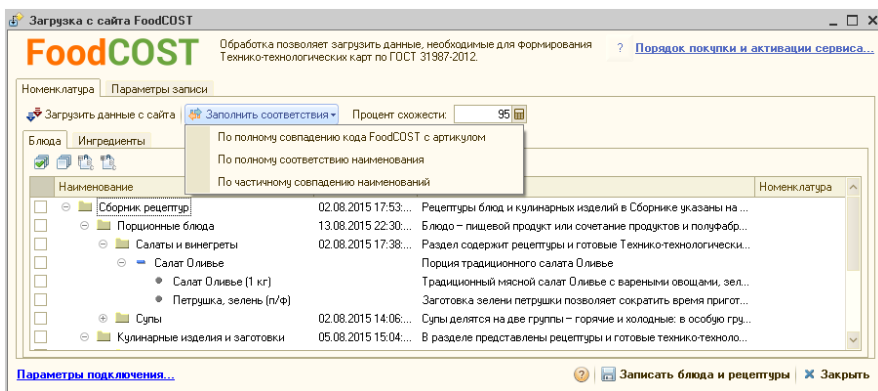 Загрузка с сайта FoodCOST
FoodCOST
Обработка позволяет загрузить данные, необходимые для формирования
Технико-технологических карт по ГОСТ 31987-2012.
? Порядок покупки и активации сервиса...
Номенклатура Параметры записи
Загрузить данные с сайта Заполнить соответствия Процент схожести: 95
По полному совпадению кода FoodCOST с артикулом
По полному соответствию наименования
По частичному совпадению наименований
Блюда Ингредиенты
Наименование Номенклатура
Сборник рецептур 02.08.2015 17:53:... Рецептуры блюд и кулинарных изделий в Сборнике указаны на ...
Порционные блюда 13.08.2015 22:30:... Блюдо – пищевой продукт или сочетание продуктов и полуфабр...
Салаты и винегреты 02.08.2015 17:38:... Раздел содержит рецептуры и готовые Технико-технологически...
Салат Оливье Порция традиционного салата Оливье
Салат Оливье (1 кг) Традиционный мясной салат Оливье с вареными овощами, зел...
Петрушка, зелень (п/ф) Заготовка зелени петрушки позволяет сократить время пригот...
Супы 02.08.2015 14:06:... Супы делятся на две группы – горячие и холодные: в особую гру...
Кулинарные изделия и заготовки 05.08.2015 15:04:... В разделе представлены рецептуры и готовые технико-техноло...
Параметры подключения... ? Записать блюда и рецептуры Закрыть